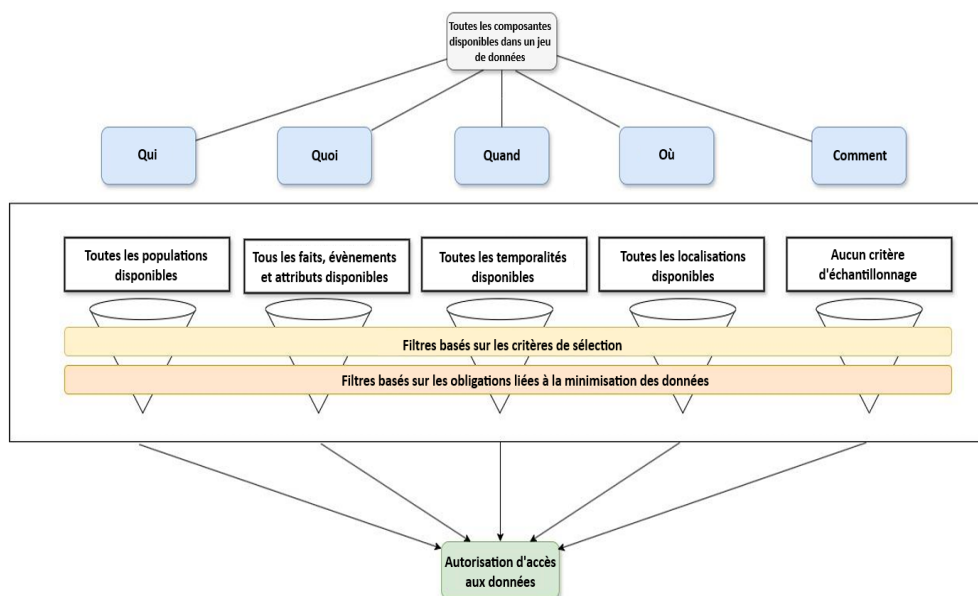 Toutes les composantes
disponibles dans un jeu
de données
Qui
Quoi
Quand
Où
Comment
Toutes les populations
disponibles
Tous les faits, évènements
et attributs disponibles
Toutes les temporalités
disponibles
Toutes les localisations
disponibles
Aucun critère
d'échantillonnage
Filtres basés sur les critères de sélection
Filtres basés sur les obligations liées à la minimisation des données
Autorisation d'accès
aux données